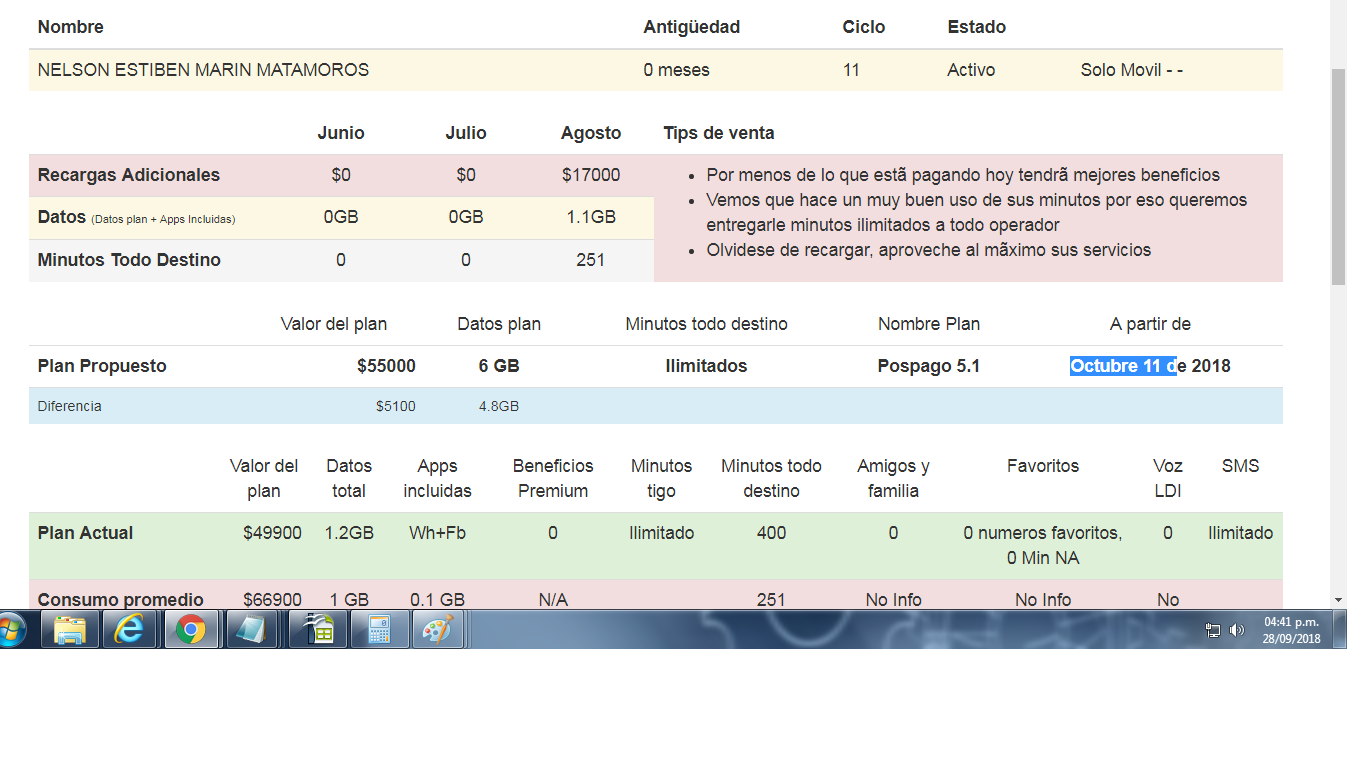 Nombre Antigüedad Ciclo Estado
NELSON ESTIBEN MARIN MATAMOROS 0 meses 11 Activo Solo Movil - -
Junio Julio Agosto Tips de venta
Recargas Adicionales $0 $0 $17000
Datos (Datos plan + Apps Incluidas) 0GB 0GB 1.1GB
Minutos Todo Destino 0 0 251
• Por menos de lo que estã pagando hoy tendrã mejores beneficios
• Vemos que hace un muy buen uso de sus minutos por eso queremos
entregarle minutos ilimitados a todo operador
• Olvidese de recargar, aproveche al mãximo sus servicios
Valor del plan Datos plan Minutos todo destino Nombre Plan A partir de
Plan Propuesto $55000 6 GB Ilimitados Pospago 5.1 Octubre 11 de 2018
Diferencia $5100 4.8GB
Valor del Datos Apps Beneficios Minutos Minutos todo Amigos y Favoritos Voz SMS
plan total incluidas Premium tigo destino familia LDI
Plan Actual $49900 1.2GB Wh+Fb 0 Ilimitado 400 0 0 numeros favoritos, 0 Ilimitado
0 Min NA
Consumo promedio $66900 1 GB 0.1 GB N/A 251 No Info No Info No
04:41 p.m.
28/09/2018